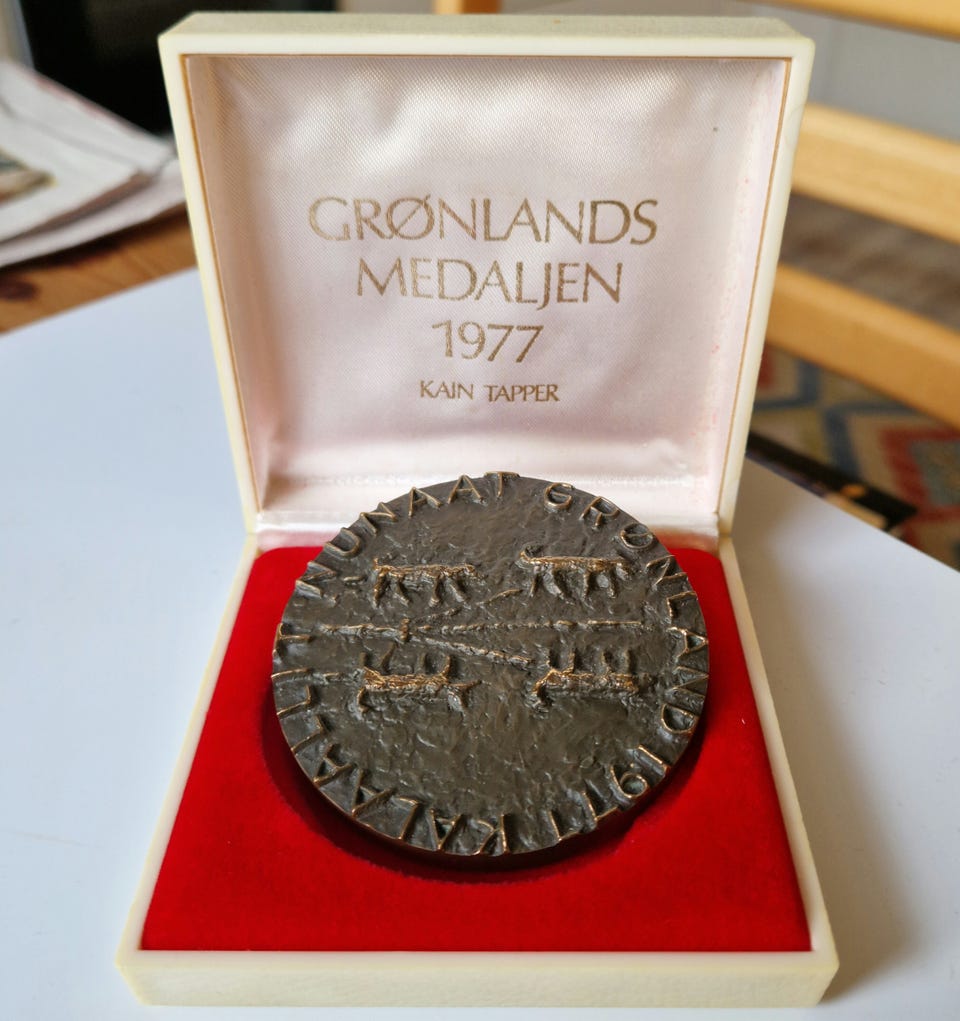 GRØNLANDS
MEDALJEN
1977
KAIN TAPPER
KALAALLIT NUNAAT GRØNLAND 1977